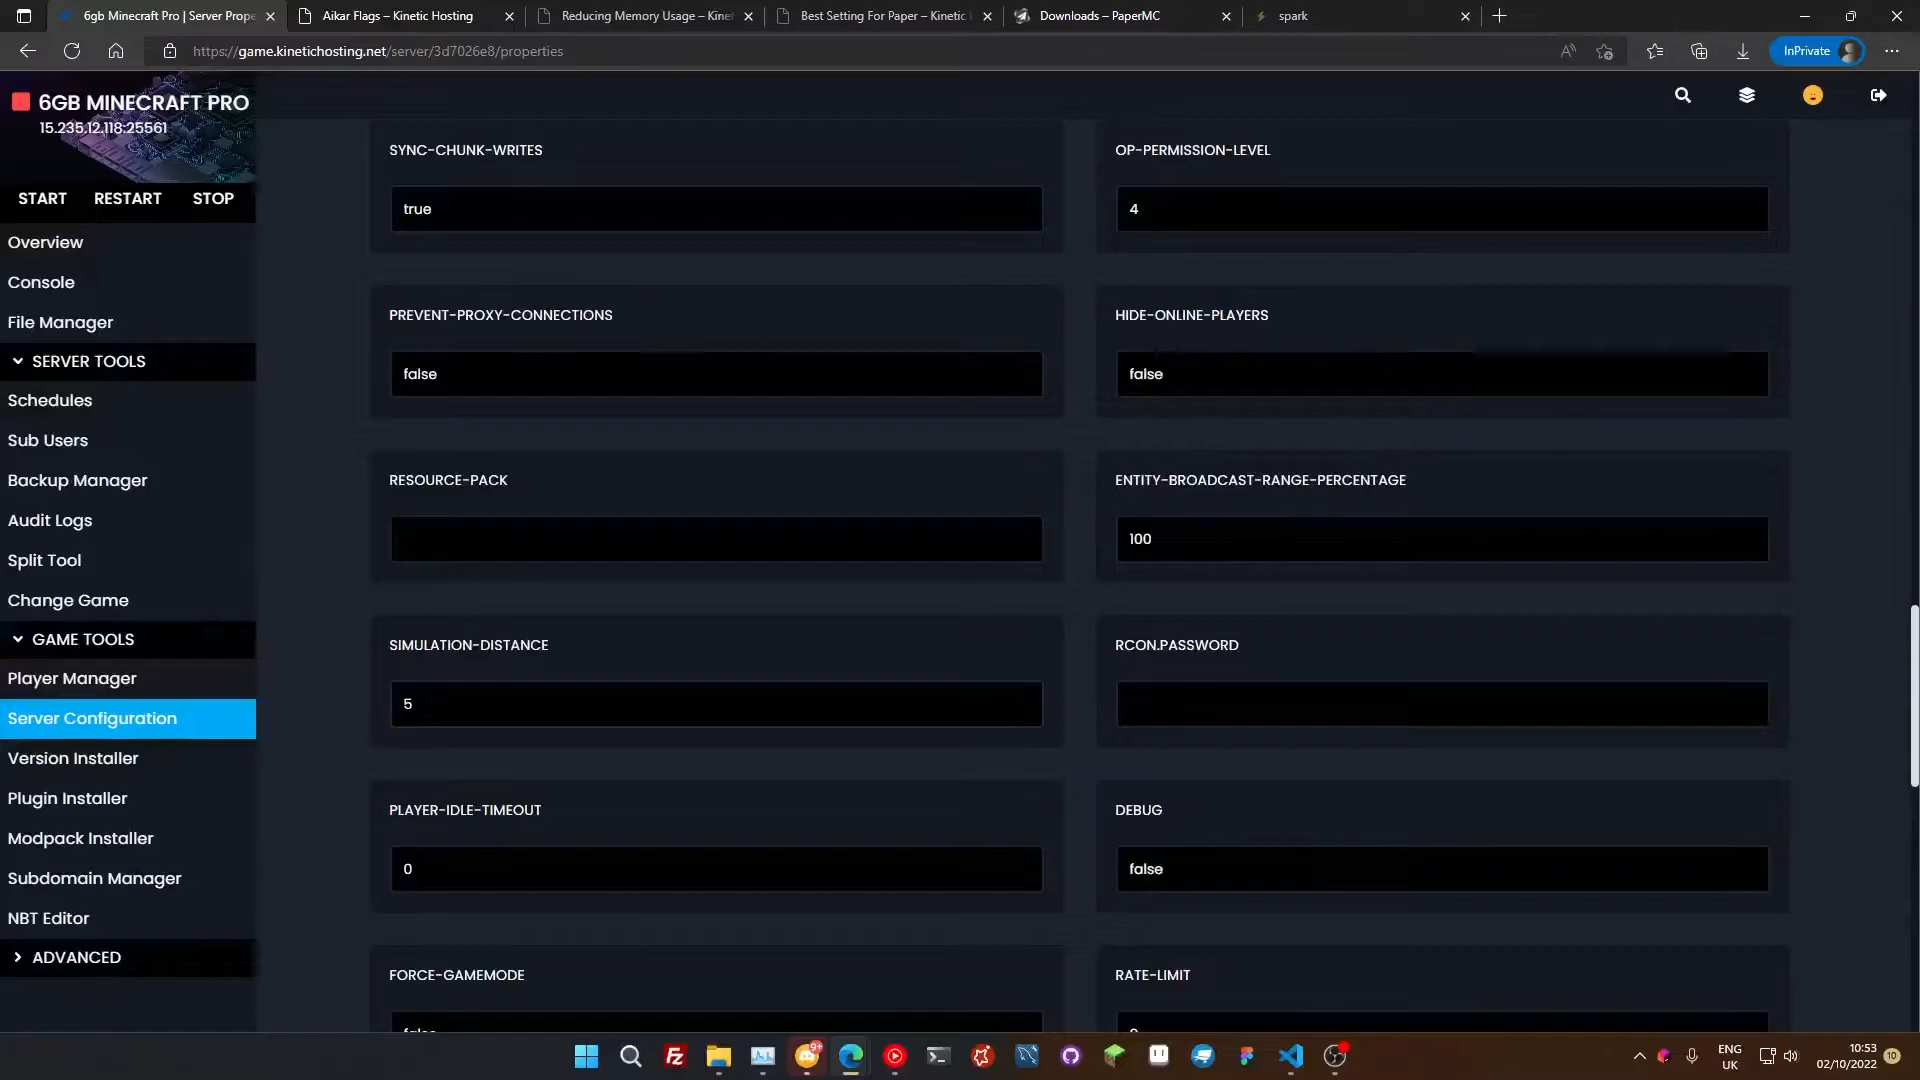 6gb Minecraft Pro | Server Prope
Aikar Flags – Kinetic Hosting
Reducing Memory Usage – Kine
Best Setting For Paper – Kinetic
Downloads – PaperMC
spark
https://game.kinetichosting.net/server/3d7026e8/properties
InPrivate
6GB MINECRAFT PRO
15.235.12.118:25561
START RESTART STOP
Overview
Console
File Manager
SERVER TOOLS
Schedules
Sub Users
Backup Manager
Audit Logs
Split Tool
Change Game
GAME TOOLS
Player Manager
Server Configuration
Version Installer
Plugin Installer
Modpack Installer
Subdomain Manager
NBT Editor
ADVANCED
SYNC-CHUNK-WRITES
true
OP-PERMISSION-LEVEL
4
PREVENT-PROXY-CONNECTIONS
false
HIDE-ONLINE-PLAYERS
false
RESOURCE-PACK
ENTITY-BROADCAST-RANGE-PERCENTAGE
100
SIMULATION-DISTANCE
5
RCON.PASSWORD
PLAYER-IDLE-TIMEOUT
0
DEBUG
false
FORCE-GAMEMODE
false
RATE-LIMIT
0
9+
ENG
UK
10:53
02/10/2022
10